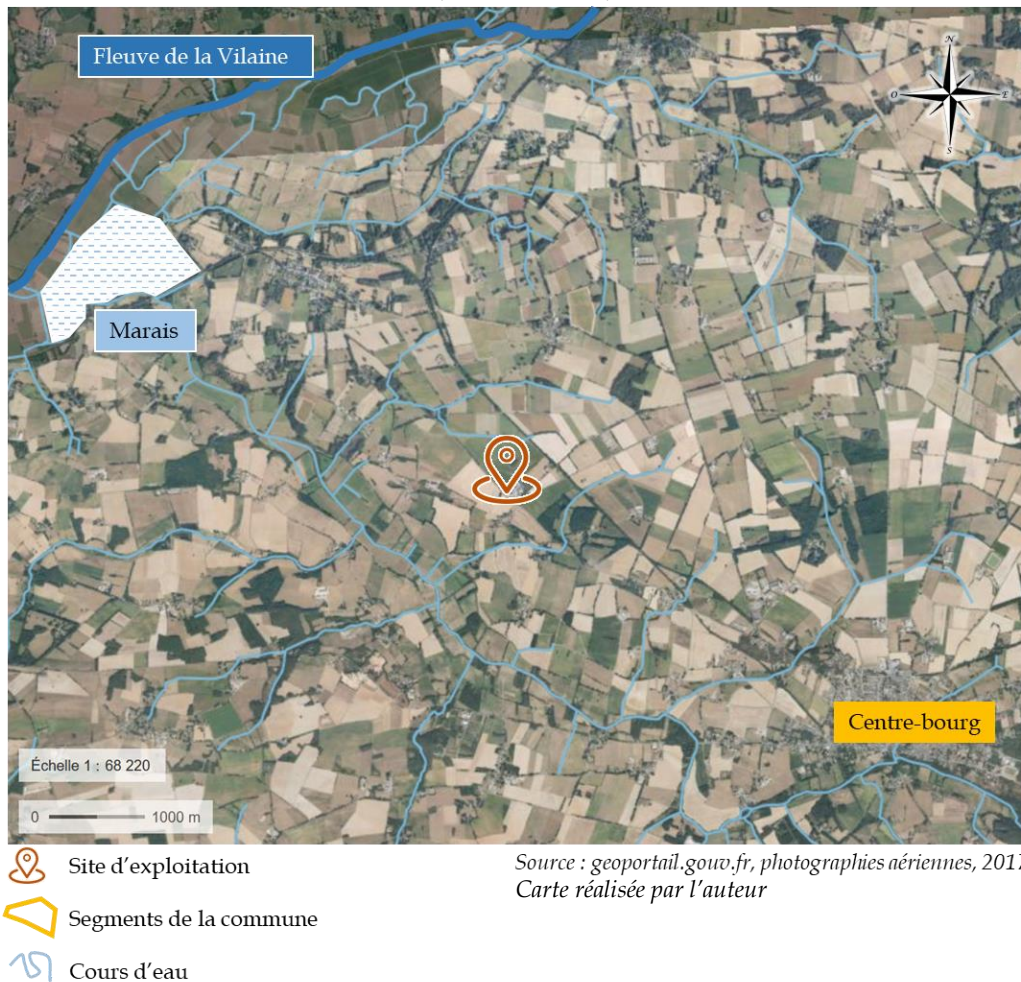 Fleuve de la Vilaine
N
O
E
S
Marais
Centre-bourg
Échelle 1 : 68 220
0
1000 m
Site d'exploitation
Source : geoportail.gouv.fr, photographies aériennes, 2017
Carte réalisée par l'auteur
Segments de la commune
Cours d'eau